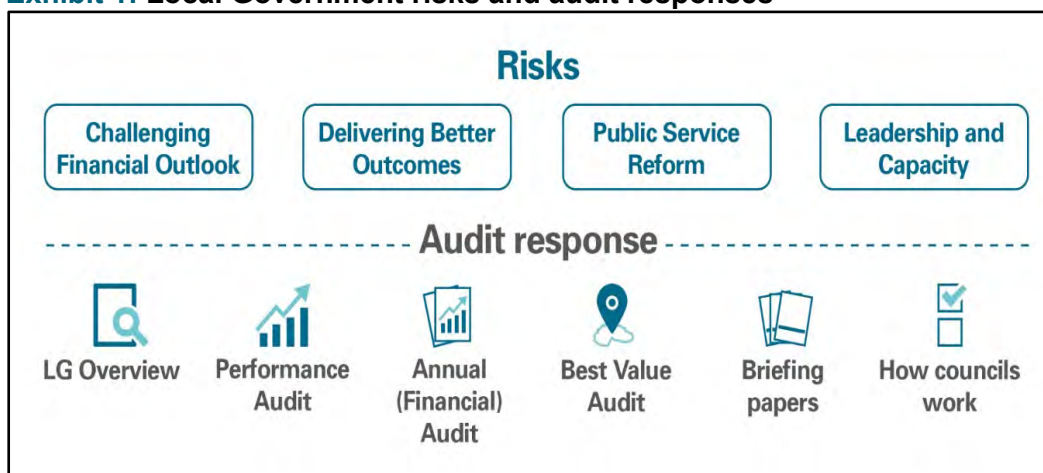 Exhibit 1: Local Government risks and audit responses
Risks
Challenging
Financial Outlook
Delivering Better
Outcomes
Public Service
Reform
Leadership and
Capacity
Audit response
LG Overview
Performance
Audit
Annual
(Financial)
Audit
Best Value
Audit
Briefing
papers
How councils
work